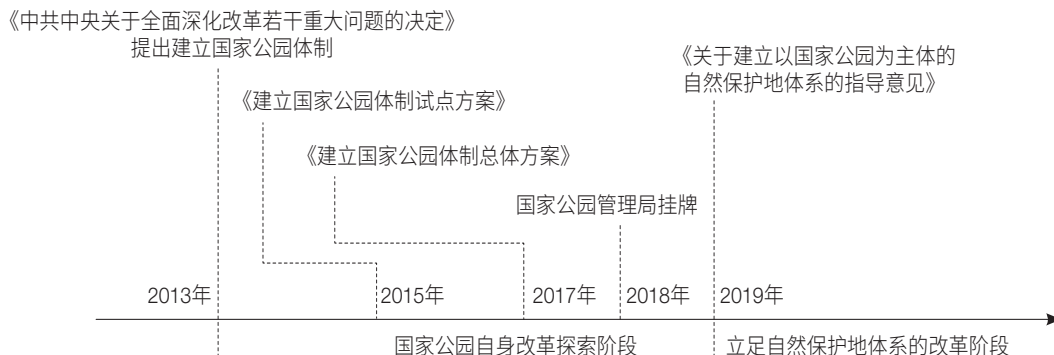 《中共中央关于全面深化改革若干重大问题的决定》
提出建立国家公园体制
《关于建立以国家公园为主体的
自然保护地体系的指导意见》
《建立国家公园体制试点方案》
《建立国家公园体制总体方案》
国家公园管理局挂牌
2013年
2015年
2017年
2018年
2019年
国家公园自身改革探索阶段
立足自然保护地体系的改革阶段